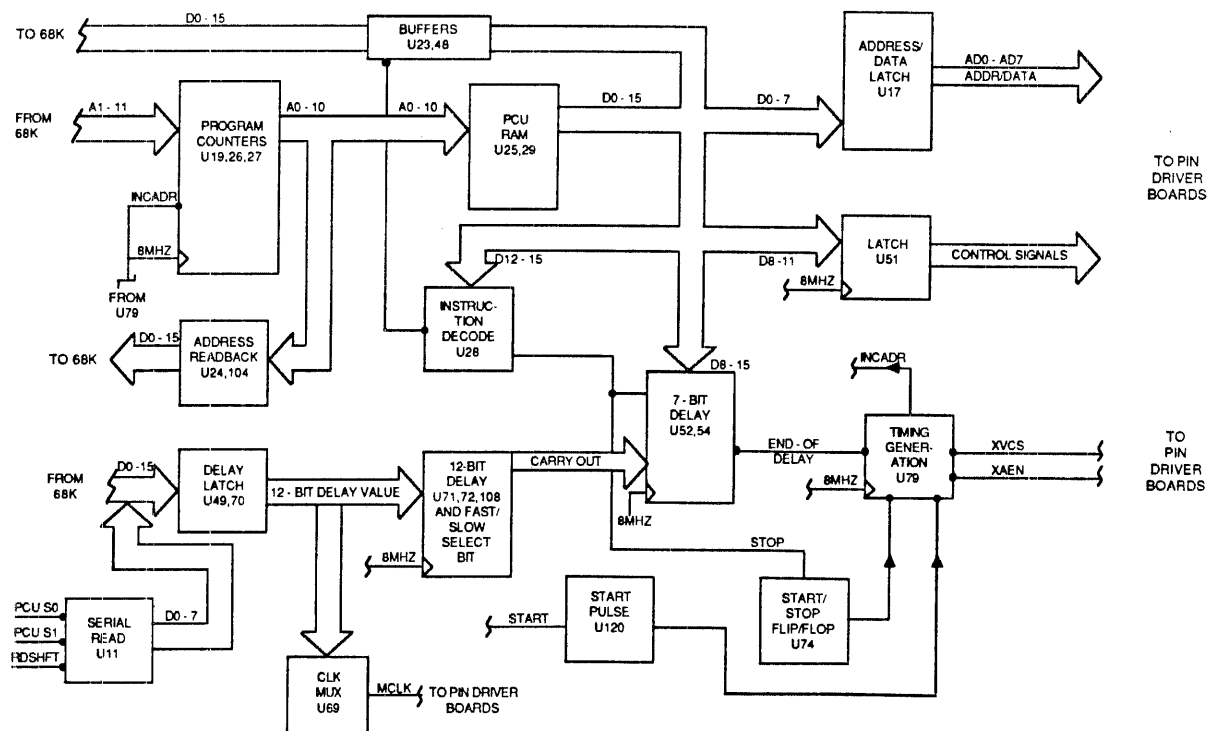 D0 - 15
TO 68K
BUFFERS
U23,48
ADDRESS/
DATA
LATCH
U17
AD0 - AD7
ADDR/DATA
A1 - 11
FROM
68K
PROGRAM
COUNTERS
U19,26,27
A0 - 10
A0 - 10
PCU
RAM
U25,29
D0 - 15
D0 - 7
TO PIN
DRIVER
BOARDS
INCADR
8MHZ
FROM
U79
D12 - 15
D8 - 11
LATCH
U51
CONTROL SIGNALS
8MHZ
INSTRUC-
TION
DECODE
U28
D0 - 15
TO 68K
ADDRESS
READBACK
U24,104
D8 - 15
7 - BIT
DELAY
U52,54
INCADR
END - OF
DELAY
TIMING
GENER-
ATION
U79
8MHZ
XVCS
XAEN
TO
PIN
DRIVER
BOARDS
D0 -15
FROM
68K
DELAY
LATCH
U49,70
12 - BIT DELAY VALUE
12-BIT
DELAY
U71,72,108
AND FAST/
SLOW
SELECT
BIT
CARRY OUT
8MHZ
8MHZ
STOP
PCU S0
PCU S1
RDSHFT
SERIAL
READ
U11
D0 - 7
START
START
PULSE
U120
START/
STOP
FLIP/FLOP
U74
CLK
MUX
U69
MCLK
TO PIN DRIVER
BOARDS